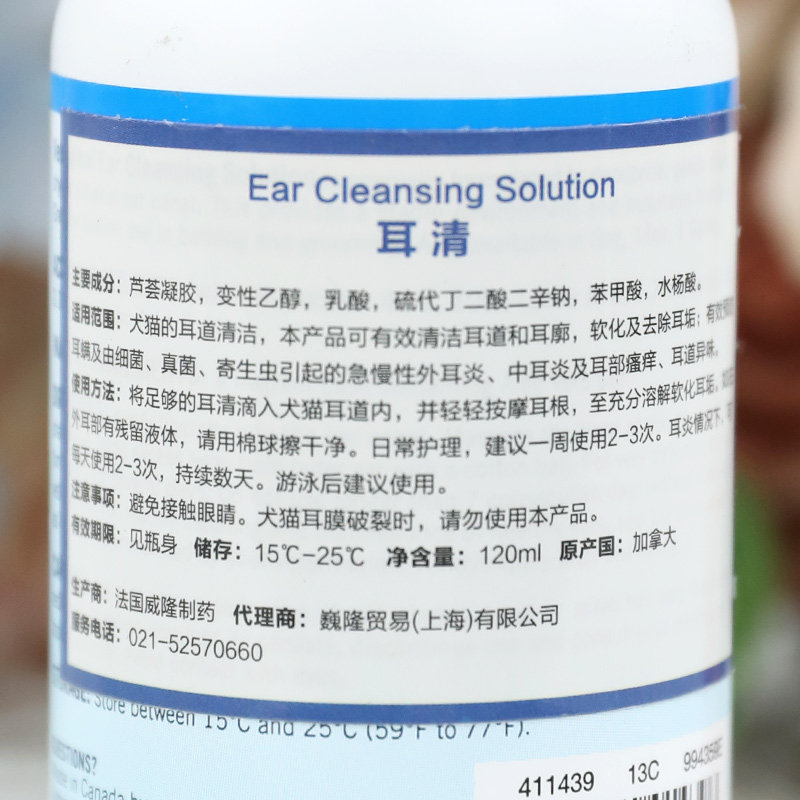 Ear Cleansing Solution
耳清
主要成分：芦荟凝胶，变性乙醇，乳酸，硫代丁二酸二辛钠，苯甲酸，水杨酸。
适用范围：犬猫的耳道清洁，本产品可有效清洁耳道和耳廓，软化及去除耳垢；有效预防
耳螨及由细菌、真菌、寄生虫引起的急慢性外耳炎、中耳炎及耳部瘙痒、耳道异味。
使用方法：将足够的耳清滴入犬猫耳道内，并轻轻按摩耳根，至充分溶解软化耳垢。
外耳部有残留液体，请用棉球擦干净。日常护理，建议一周使用2-3次。耳炎情况下，可
每天使用2-3次，持续数天。游泳后建议使用。
注意事项：避免接触眼睛。犬猫耳膜破裂时，请勿使用本产品。
有效期限：见瓶身 储存：15℃-25℃ 净含量：120ml 原产国：加拿大
生产商：法国威隆制药 代理商：巍隆贸易(上海)有限公司
服务电话：021-52570660
Store between 15°C and 25°C (59°F to 77°F).
in Canada
411439 13C 994359E